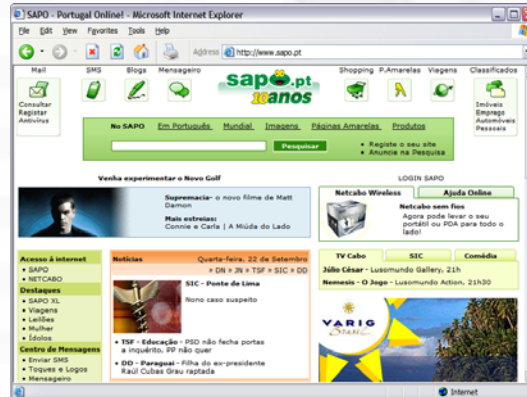 SAPO - Portugal Online! - Microsoft Internet Explorer
File Edit View Favorites Tools Help
Address http://www.sapo.pt
Mail SMS Blogs Mensageiro Shopping P.Amarelas Viagens Classificados
sapo.pt
10anos
Consultar
Registar
Antivírus
Imóveis
Emprego
Automóveis
Pessoais
No SAPO Em Português Mundial Imagens Páginas Amarelas Produtos
Pesquisar
• Registe o seu site
• Anuncie na Pesquisa
Venha experimentar o Novo Golf
LOGIN SAPO
Supremacia- o novo filme de Matt
Damon
Mais estreias:
Connie e Carla | A Miúda do Lado
Netcabo Wireless Ajuda Online
Netcabo sem fios
Agora pode levar o seu
portátil ou PDA para todo o
lado!
Acesso à internet
• SAPO
• NETCABO
Destaques
• SAPO XL
• Viagens
• Leilões
• Mulher
• Ídolos
Centro de Mensagens
• Enviar SMS
• Toques e Logos
• Mensageiro
Notícias Quarta-feira, 22 de Setembro
» DN » JN » TSF » SIC » DD
SIC - Ponte de Lima
Nono caso suspeito
• TSF - Educação - PSD não fecha portas
a inquérito, PP não quer
• DD - Paraguai - Filha do ex-presidente
Raúl Cubas Grau raptada
TV Cabo SIC Comédia
Júlio César - Lusomundo Gallery, 21h
Nemesis - O Jogo - Lusomundo Action, 21h30
VARIG
Brasil
Internet